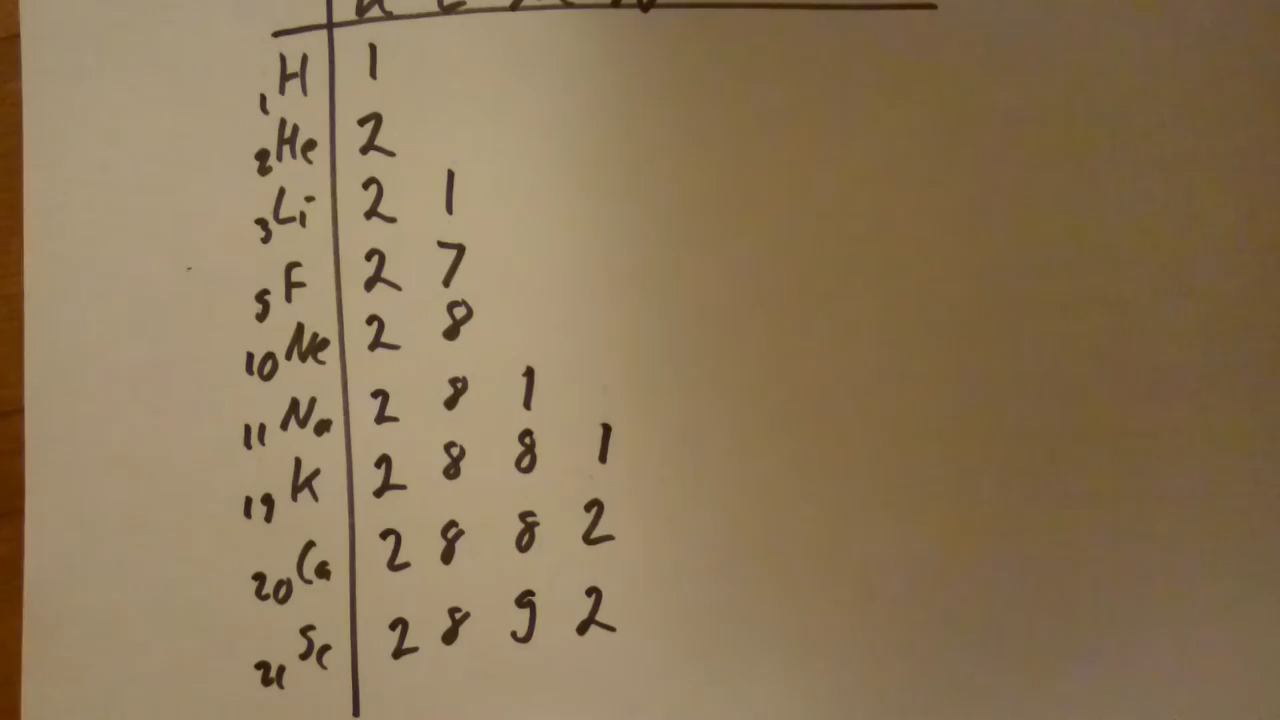 K L M N
1H 1
2He 2
3Li 2 1
9F 2 7
10Ne 2 8
11Na 2 8 1
19K 2 8 8 1
20Ca 2 8 8 2
21Sc 2 8 9 2